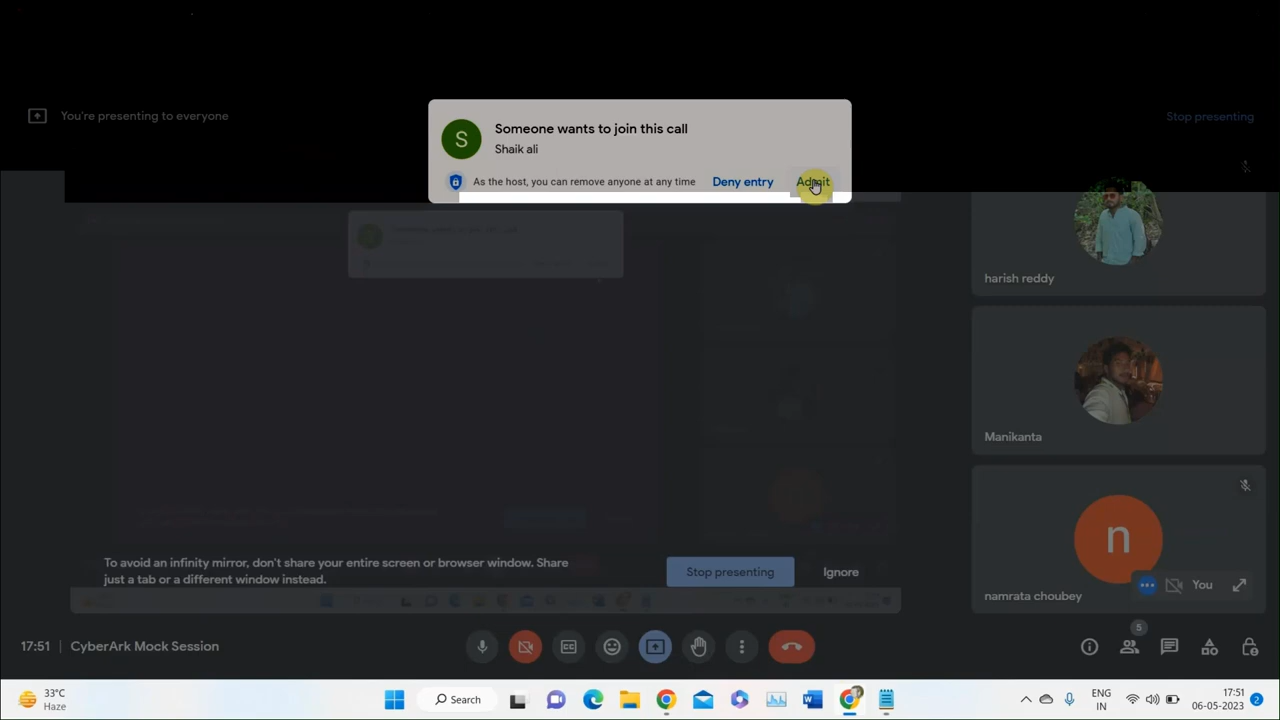 You're presenting to everyone
Stop presenting
S
Someone wants to join this call
Shaik ali
As the host, you can remove anyone at any time
Deny entry
Admit
harish reddy
Manikanta
n
namrata choubey
You
To avoid an infinity mirror, don't share your entire screen or browser window. Share
just a tab or a different window instead.
Stop presenting
Ignore
17:51 | CyberArk Mock Session
CC
5
33°C
Haze
Search
W
ENG
IN
17:51
06-05-2023
2